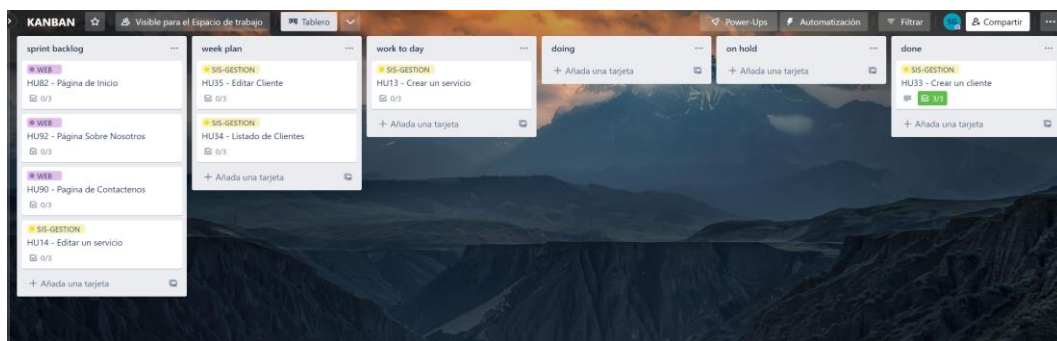 KANBAN
Visible para el Espacio de trabajo
Tablero
Power-Ups
Automatización
Filtrar
Compartir
sprint backlog
WEB
HU82 - Página de Inicio
0/3
WEB
HU92 - Página Sobre Nosotros
0/3
WEB
HU90 - Pagina de Contactenos
0/3
SIS-GESTION
HU14 - Editar un servicio
0/3
+ Añada una tarjeta
week plan
SIS-GESTION
HU35 - Editar Cliente
0/3
SIS-GESTION
HU34 - Listado de Clientes
0/3
+ Añada una tarjeta
work to day
SIS-GESTION
HU13 - Crear un servicio
0/3
+ Añada una tarjeta
doing
+ Añada una tarjeta
on hold
+ Añada una tarjeta
done
SIS-GESTION
HU33 - Crear un cliente
3/3
+ Añada una tarjeta